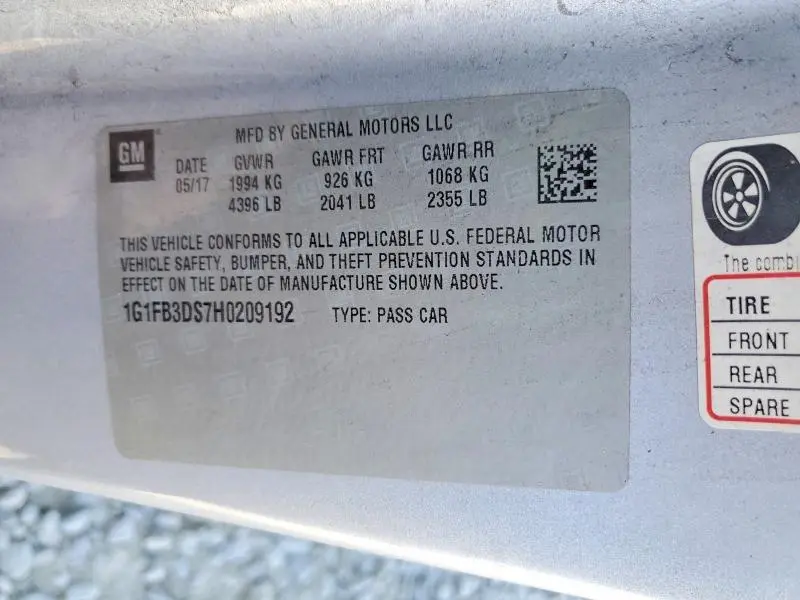 GM
MFD BY GENERAL MOTORS LLC
DATE GVWR GAWR FRT GAWR RR
05/17 1994 KG 926 KG 1068 KG
4396 LB 2041 LB 2355 LB
THIS VEHICLE CONFORMS TO ALL APPLICABLE U.S. FEDERAL MOTOR
VEHICLE SAFETY, BUMPER, AND THEFT PREVENTION STANDARDS IN
EFFECT ON THE DATE OF MANUFACTURE SHOWN ABOVE.
1G1FB3DS7H0209192 TYPE: PASS CAR
The
TIRE
FRONT
REAR
SPARE